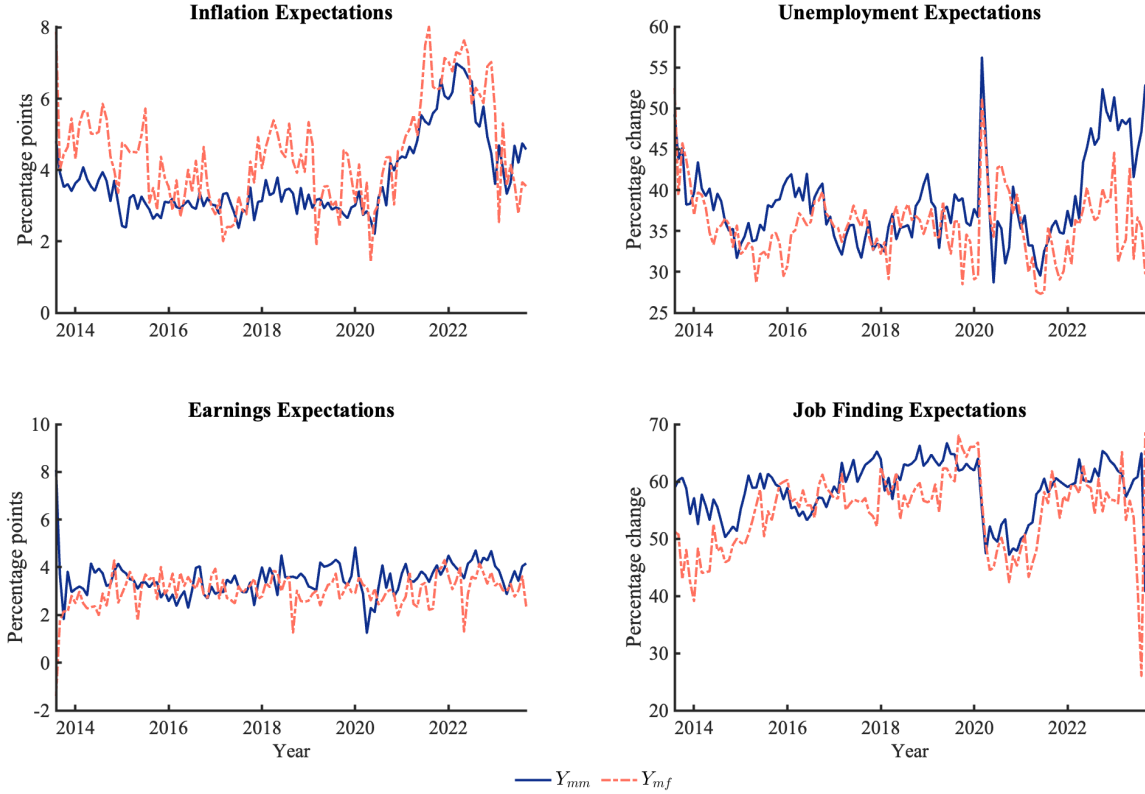 Inflation Expectations
Percentage points
8
6
4
2
0
2014 2016 2018 2020 2022
Unemployment Expectations
Percentage change
60
55
50
45
40
35
30
25
2014 2016 2018 2020 2022
Earnings Expectations
Percentage points
10
8
6
4
2
0
-2
2014 2016 2018 2020 2022
Year
Job Finding Expectations
Percentage change
70
60
50
40
30
20
2014 2016 2018 2020 2022
Year
Y_mm Y_mf